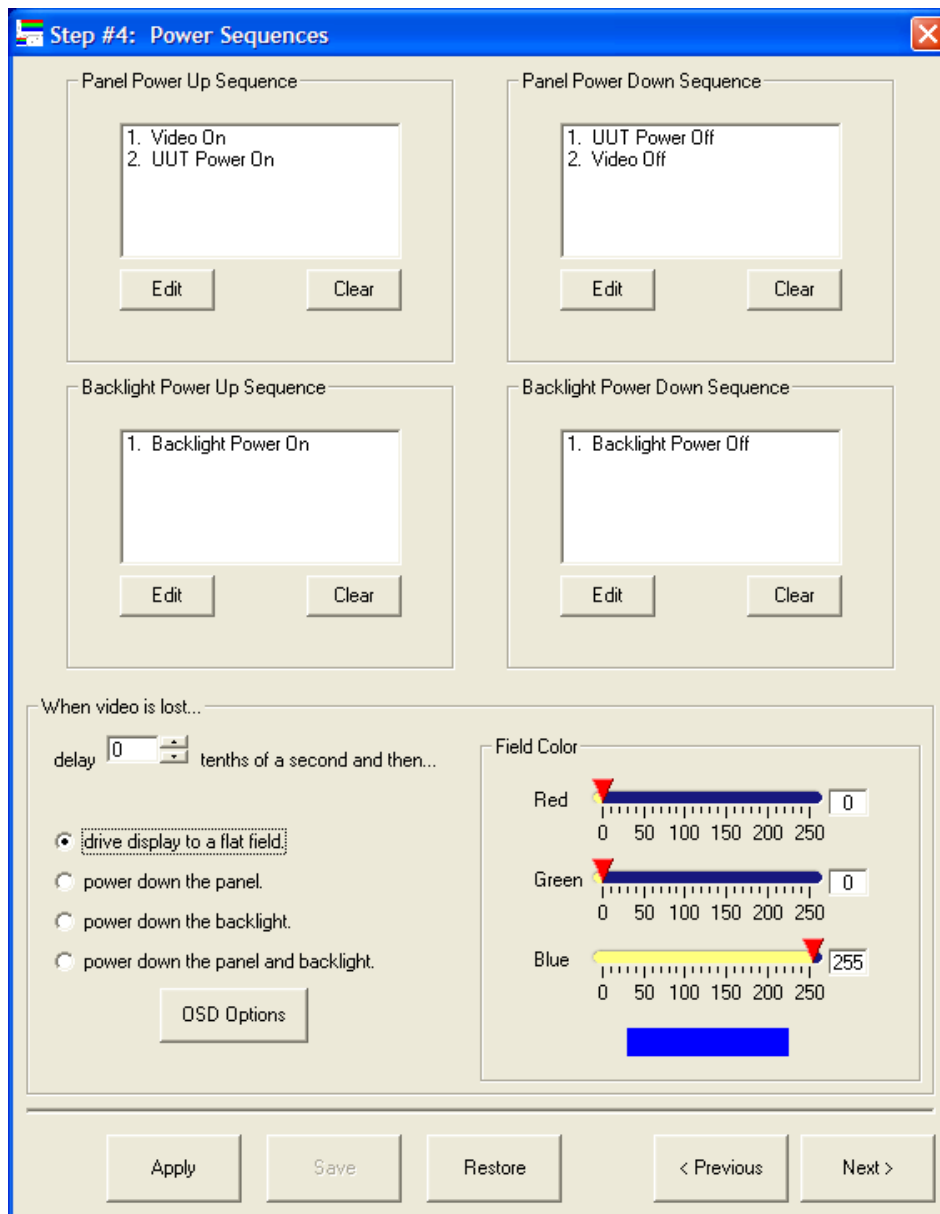 Step #4: Power Sequences
Panel Power Up Sequence
1. Video On
2. UUT Power On
Edit
Clear
Panel Power Down Sequence
1. UUT Power Off
2. Video Off
Edit
Clear
Backlight Power Up Sequence
1. Backlight Power On
Edit
Clear
Backlight Power Down Sequence
1. Backlight Power Off
Edit
Clear
When video is lost...
delay 0 tenths of a second and then...
drive display to a flat field.
power down the panel.
power down the backlight.
power down the panel and backlight.
OSD Options
Field Color
Red 0
0 50 100 150 200 250
Green 0
0 50 100 150 200 250
Blue 255
0 50 100 150 200 250
Apply
Save
Restore
< Previous
Next >